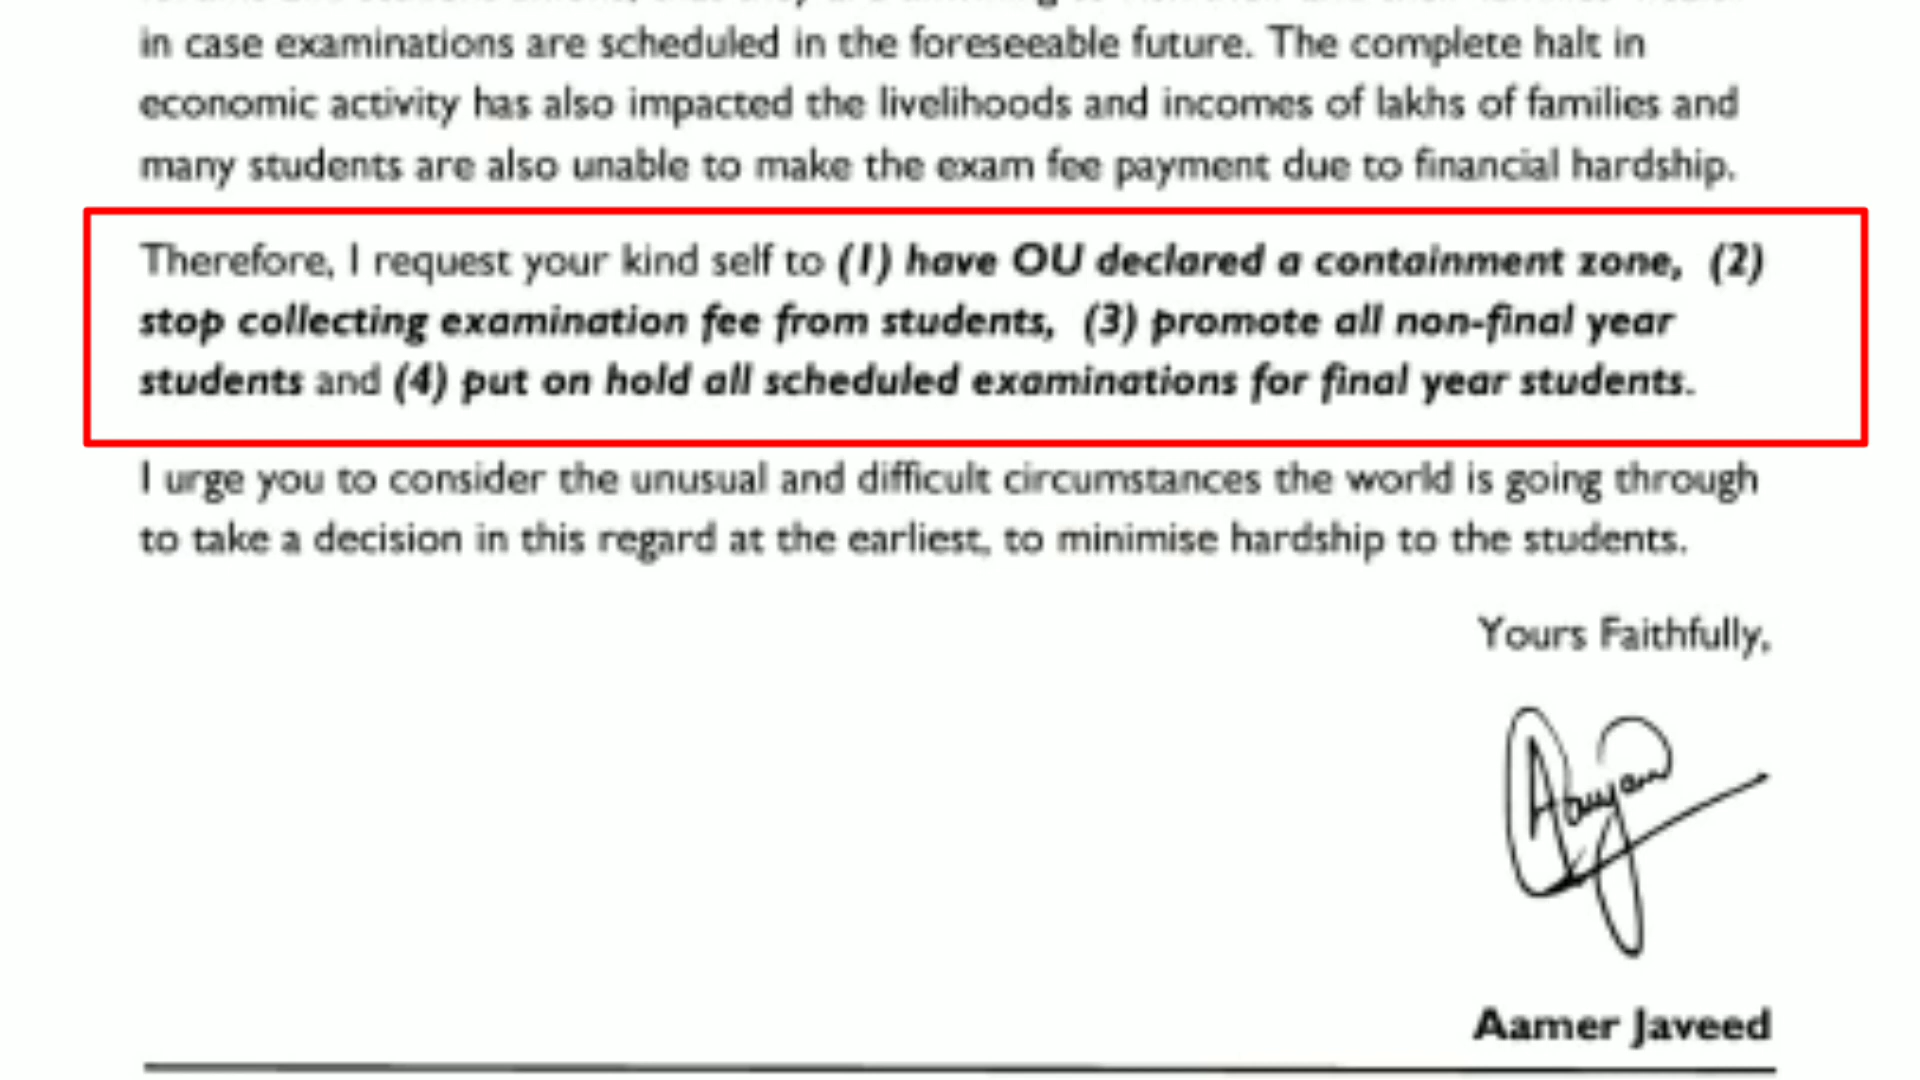 in case examinations are scheduled in the foreseeable future. The complete halt in
economic activity has also impacted the livelihoods and incomes of lakhs of families and
many students are also unable to make the exam fee payment due to financial hardship.
Therefore, I request your kind self to (1) have OU declared a containment zone, (2)
stop collecting examination fee from students, (3) promote all non-final year
students and (4) put on hold all scheduled examinations for final year students.
I urge you to consider the unusual and difficult circumstances the world is going through
to take a decision in this regard at the earliest, to minimise hardship to the students.
Yours Faithfully,
Aamer Javeed